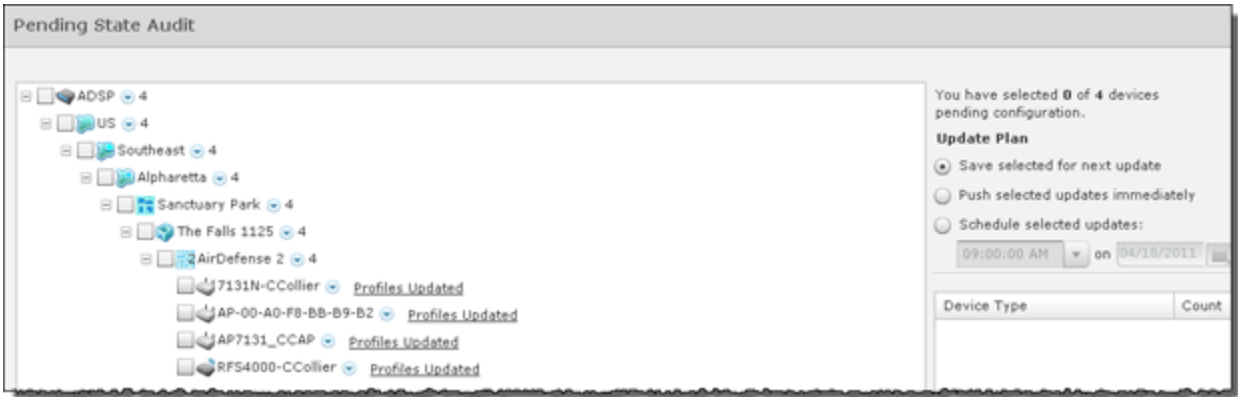 Pending State Audit
ADSP 4
US 4
Southeast 4
Alpharetta 4
Sanctuary Park 4
The Falls 1125 4
2 AirDefense 2 4
7131N-CCollier Profiles Updated
AP-00-A0-F8-BB-B9-B2 Profiles Updated
AP7131_CCAP Profiles Updated
RFS4000-CCollier Profiles Updated
You have selected 0 of 4 devices
pending configuration.
Update Plan
Save selected for next update
Push selected updates immediately
Schedule selected updates:
09:00:00 AM on 04/18/2011
Device Type Count